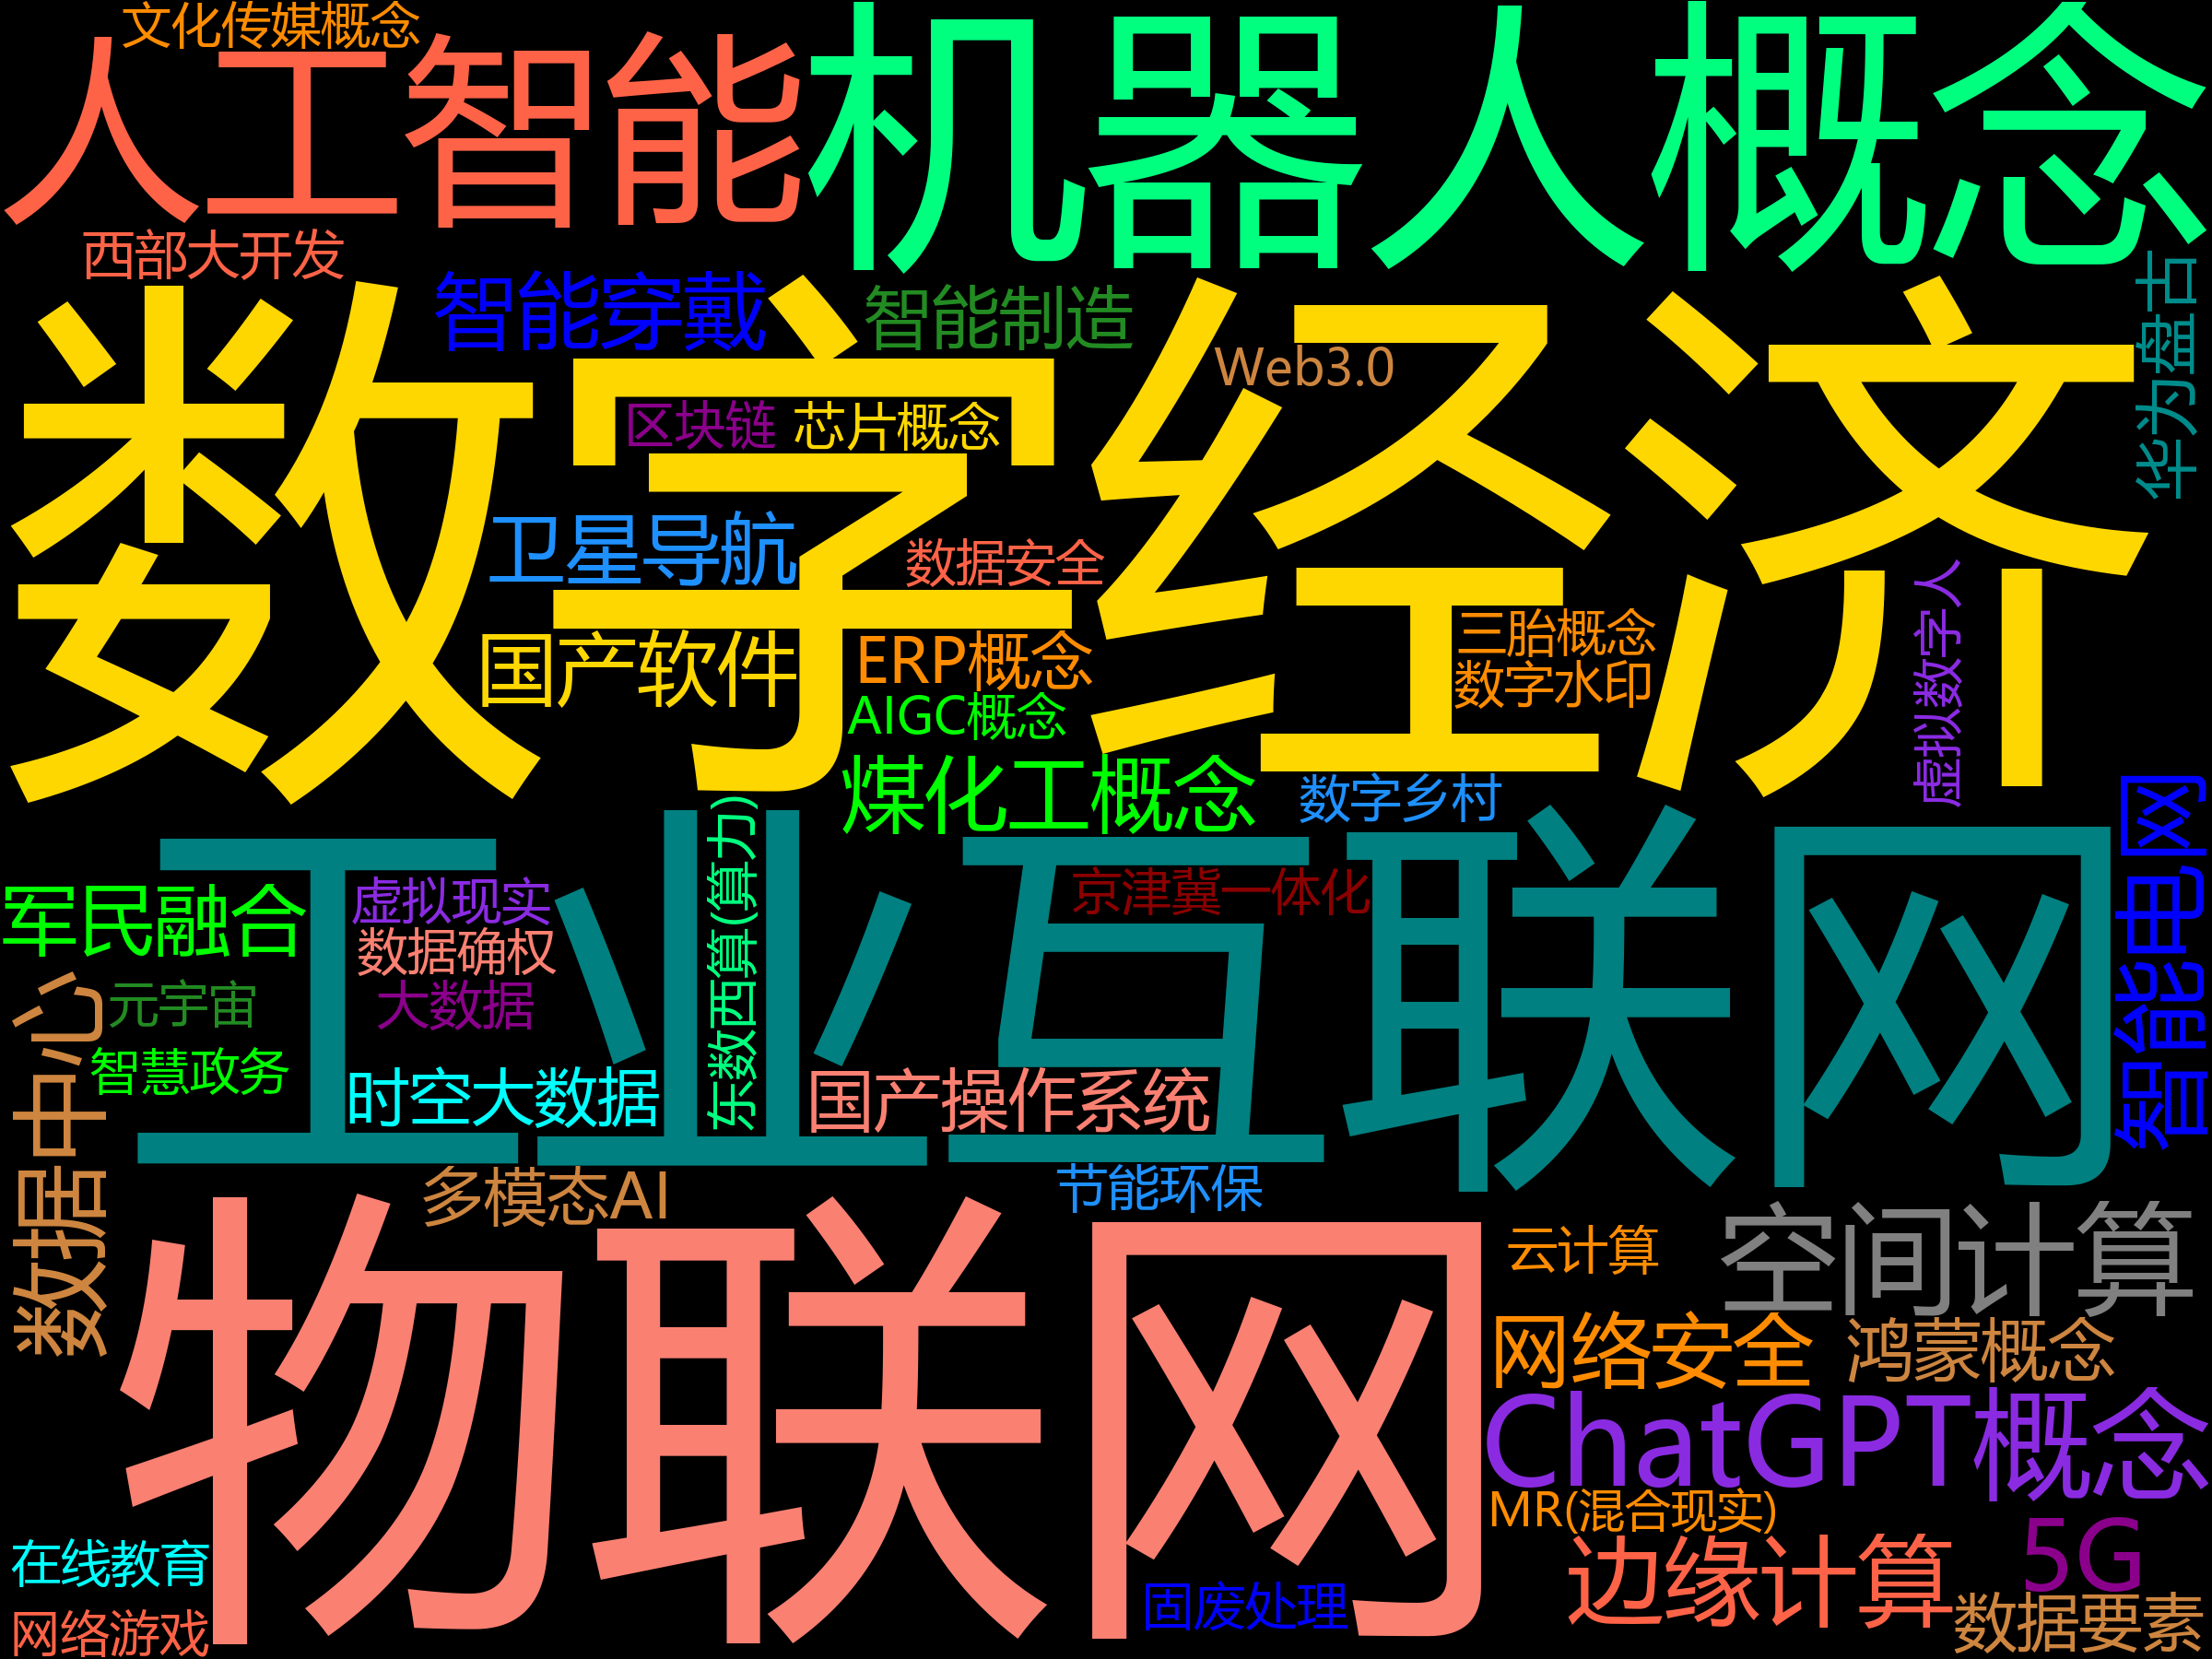 文化传媒概念
人工智能
机器人概念
西部大开发
智能穿戴
智能制造
华为盘古
数字经济
Web3.0
区块链
芯片概念
卫星导航
数据安全
国产软件
ERP概念
三胎概念
数字水印
虚拟数字人
AIGC概念
煤化工概念
数字乡村
智能电网
工业互联网
东数西算(算力)
京津冀一体化
军民融合
虚拟现实
数据确权
大数据
元宇宙
智慧政务
数据中心
时空大数据
国产操作系统
多模态AI
节能环保
物联网
云计算
空间计算
网络安全
鸿蒙概念
ChatGPT概念
MR(混合现实)
5G
边缘计算
在线教育
固废处理
数据要素
网络游戏